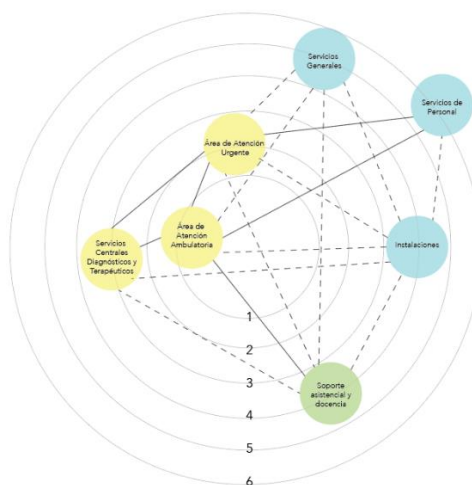 Servicios
Generales
Servicios de
Personal
Área de Atención
Urgente
Área de
Atención
Ambulatoria
Servicios
Centrales
Diagnósticos y
Terapéuticos
Instalaciones
1
2
3
Soporte
asistencial y
docencia
4
5
6